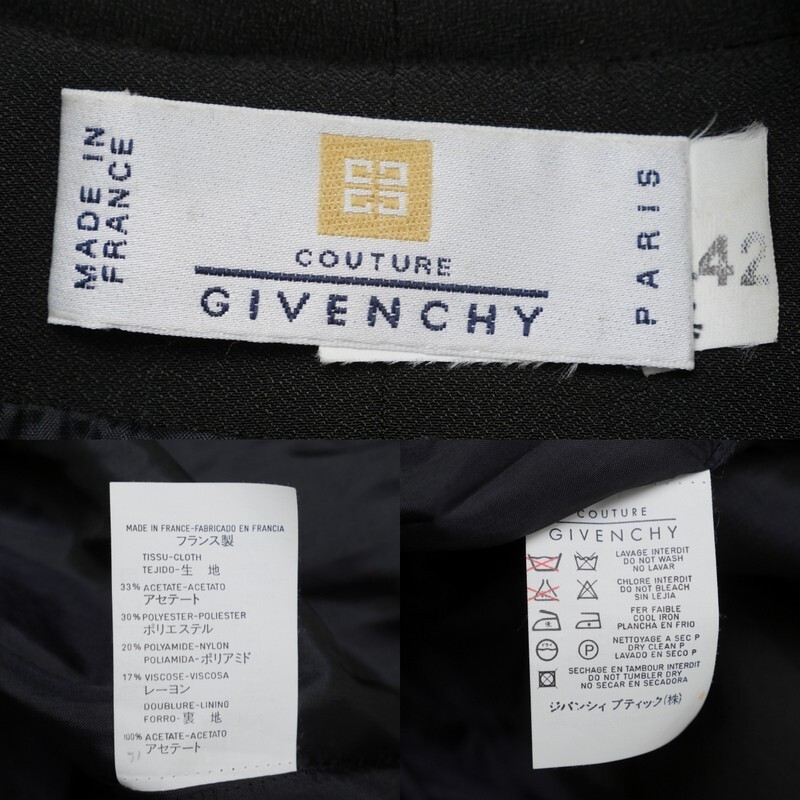 MADE IN
FRANCE
COUTURE
GIVENCHY
PARIS
42
MADE IN FRANCE-FABRICADO EN FRANCIA
フランス製
TISSU-CLOTH
TEJIDO-生 地
33% ACETATE-ACETATO
アセテート
30% POLYESTER-POLIESTER
ポリエステル
20% POLYAMIDE-NYLON
POLIAMIDA-ポリアミド
17% VISCOSE-VISCOSA
レーヨン
DOUBLURE-LINING
FORRO-裏 地
100% ACETATE-ACETATO
アセテート
COUTURE
GIVENCHY
LAVAGE INTERDIT
DO NOT WASH
NO LAVAR
CHLORE INTERDIT
DO NOT BLEACH
SIN LEJIA
FER FAIBLE
COOL IRON
PLANCHA EN FRIO
P
NETTOYAGE A SEC P
DRY CLEAN P
LAVADO EN SECO P
SECHAGE EN TAMBOUR INTERDIT
DO NOT TUMBLER DRY
NO SECAR EN SECADORA
ジバンシィ ブティック(株)